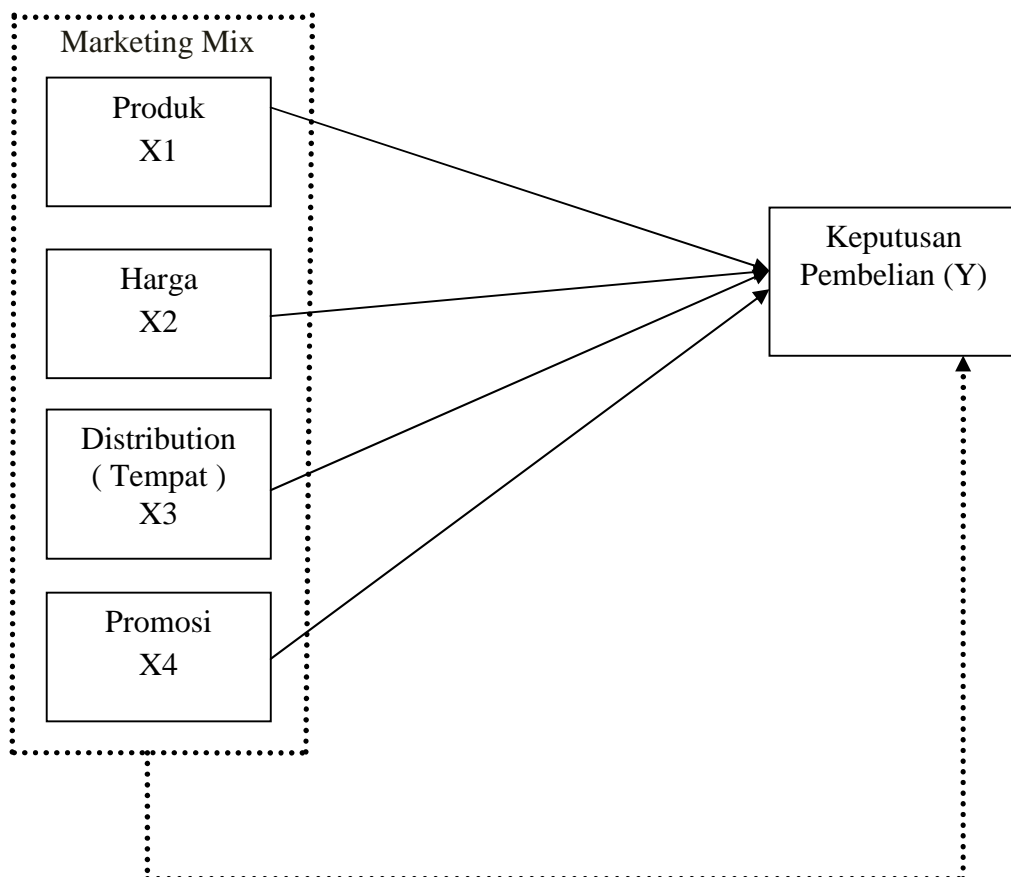 Marketing Mix
Produk
X1
Harga
X2
Distribution
( Tempat )
X3
Promosi
X4
Keputusan
Pembelian (Y)